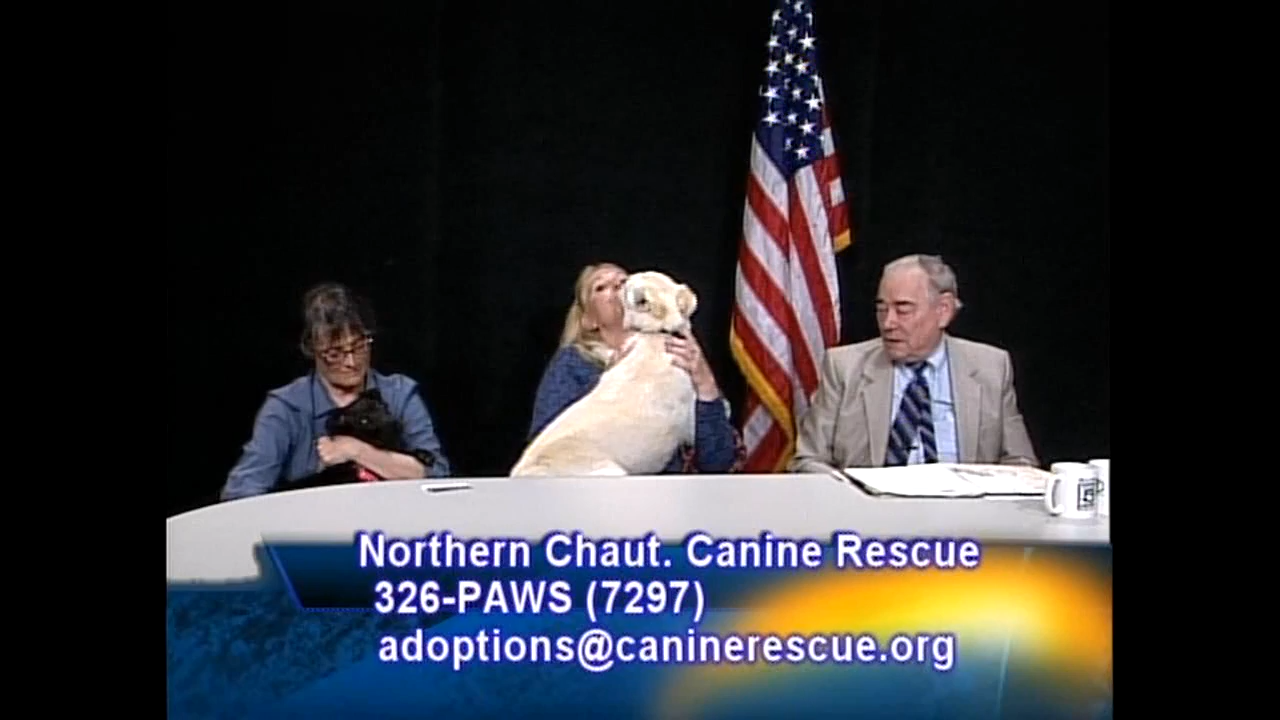 Northern Chaut. Canine Rescue
326-PAWS (7297)
adoptions@caninerescue.org